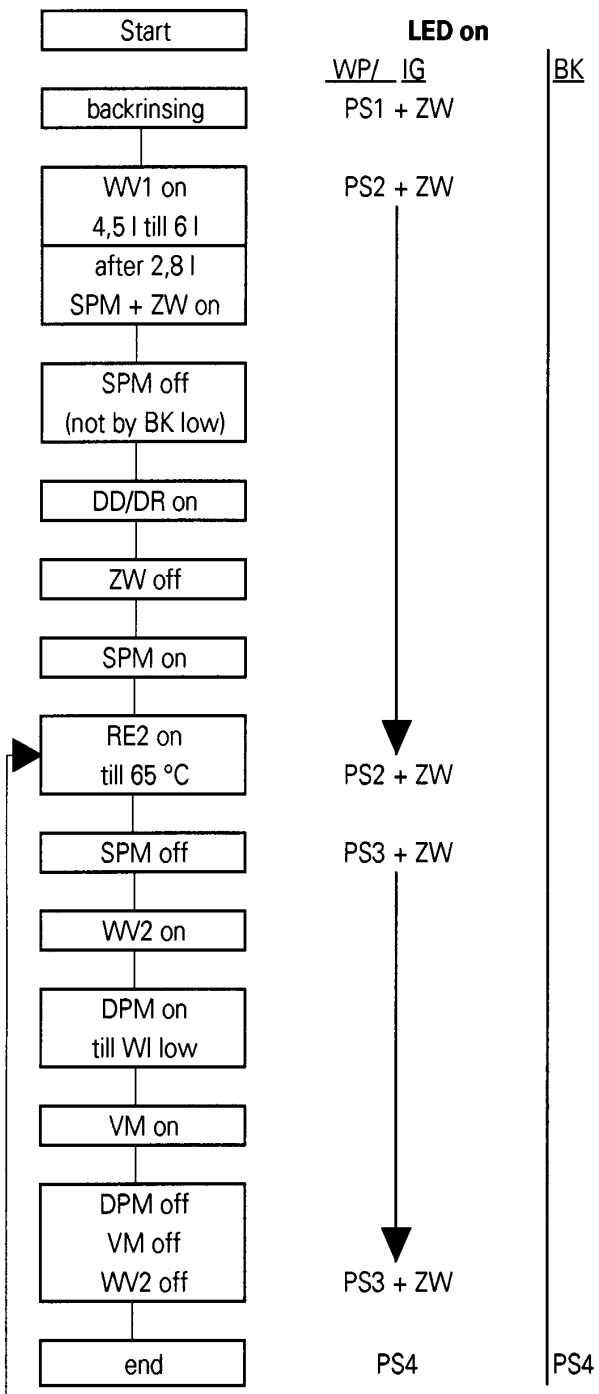 Start
LED on
WP/ IG
BK
backrinsing
PS1 + ZW
WV1 on
PS2 + ZW
4,5 l till 6 l
after 2,8 l
SPM + ZW on
SPM off
(not by BK low)
DD/DR on
ZW off
SPM on
RE2 on
till 65 °C
PS2 + ZW
SPM off
PS3 + ZW
WV2 on
DPM on
till WI low
VM on
DPM off
VM off
WV2 off
PS3 + ZW
end
PS4
PS4